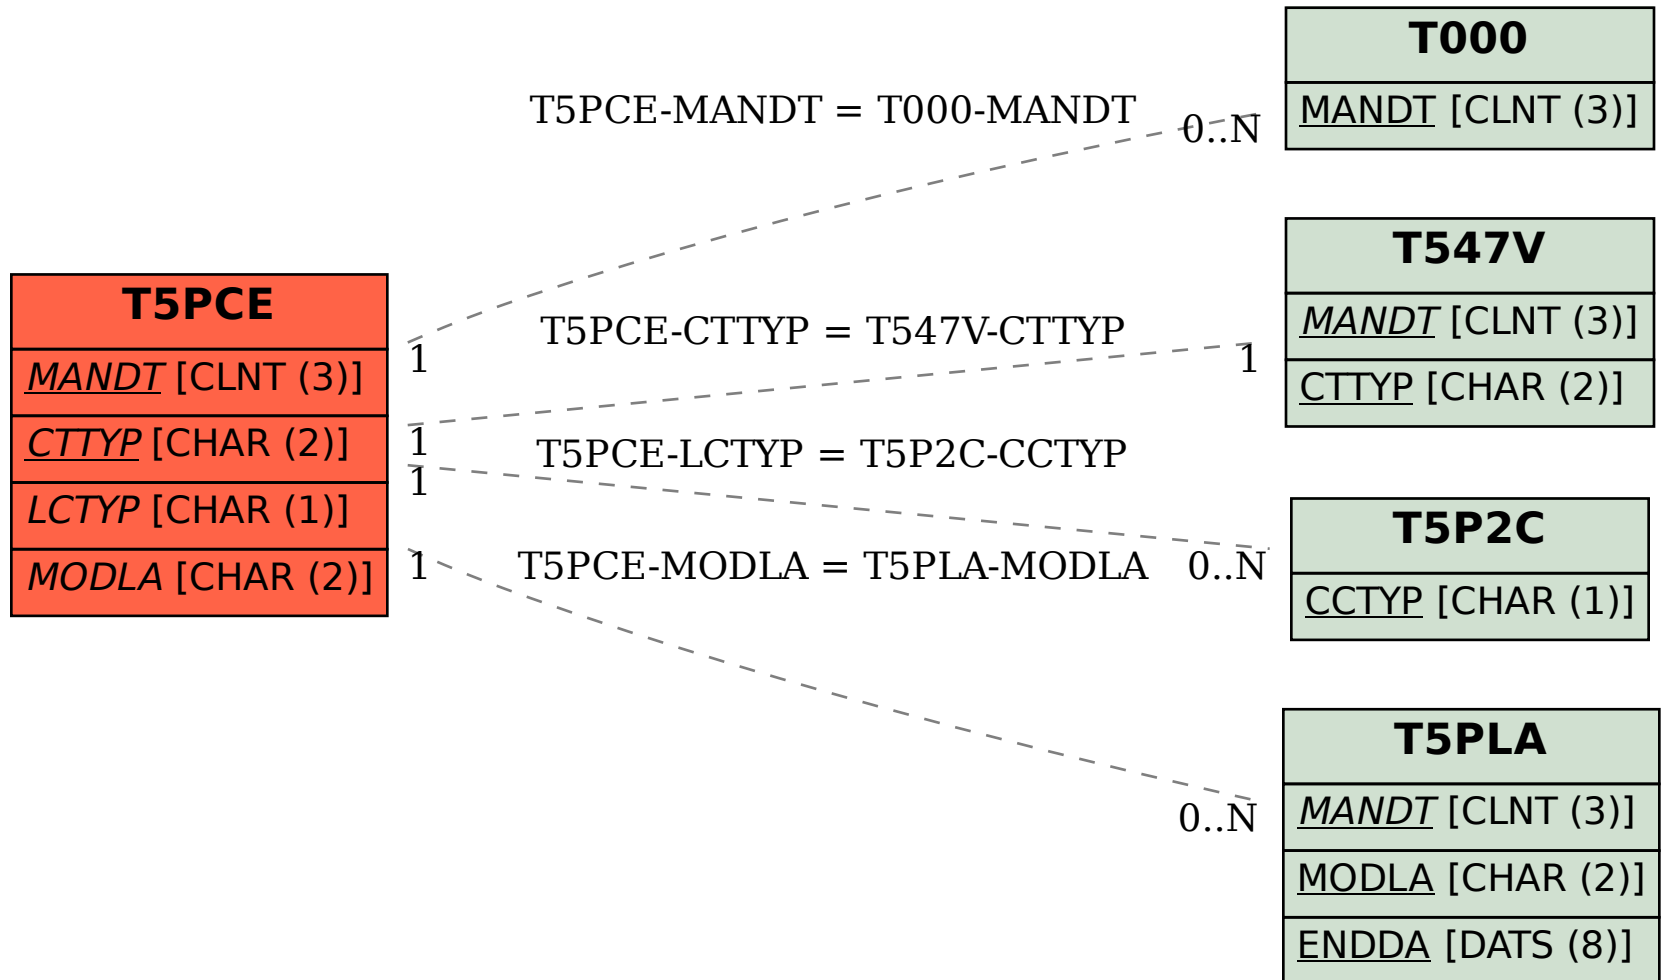 T5PCE
MANDT [CLNT (3)]
CTTYP [CHAR (2)]
LCTYP [CHAR (1)]
MODLA [CHAR (2)]
T5PCE-MANDT = T000-MANDT
0..N
1
T5PCE-CTTYP = T547V-CTTYP
1
1
T5PCE-LCTYP = T5P2C-CCTYP
1
0..N
T5PCE-MODLA = T5PLA-MODLA
1
0..N
T000
MANDT [CLNT (3)]
T547V
MANDT [CLNT (3)]
CTTYP [CHAR (2)]
T5P2C
CCTYP [CHAR (1)]
T5PLA
MANDT [CLNT (3)]
MODLA [CHAR (2)]
ENDDA [DATS (8)]